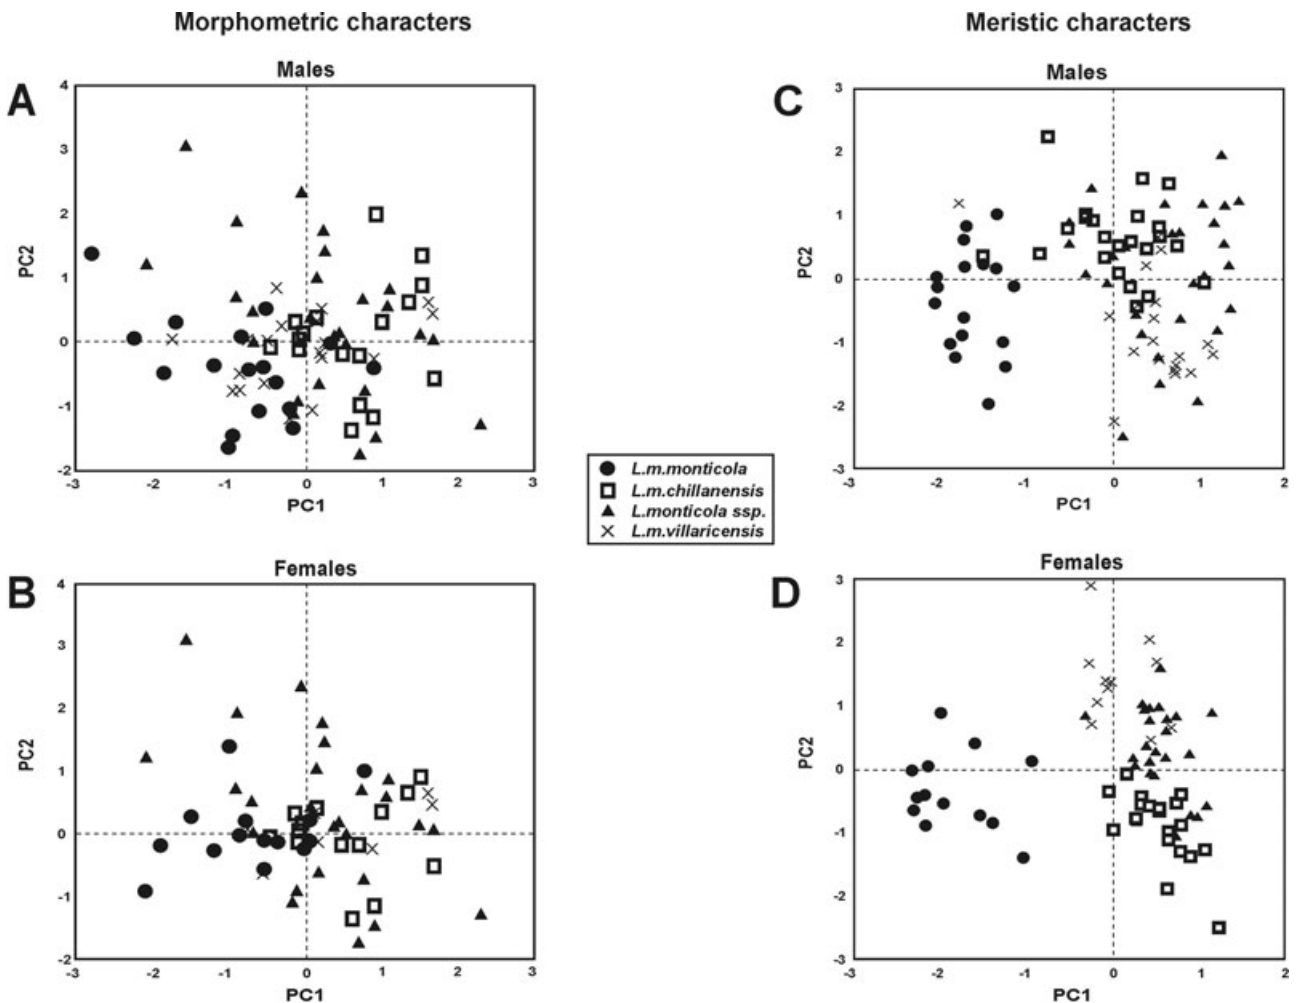 Morphometric characters
Meristic characters
A
Males
4
3
2
1
0
-1
-2
PC2
-3
-2
-1
0
1
2
3
PC1
C
Males
3
2
1
0
-1
-2
-3
PC2
-3
-2
-1
0
1
2
PC1
L.m.monticola
L.m.chillanensis
L.monticola ssp.
L.m.villaricensis
B
Females
4
3
2
1
0
-1
-2
PC2
-3
-2
-1
0
1
2
3
PC1
D
Females
3
2
1
0
-1
-2
-3
PC2
-3
-2
-1
0
1
2
PC1